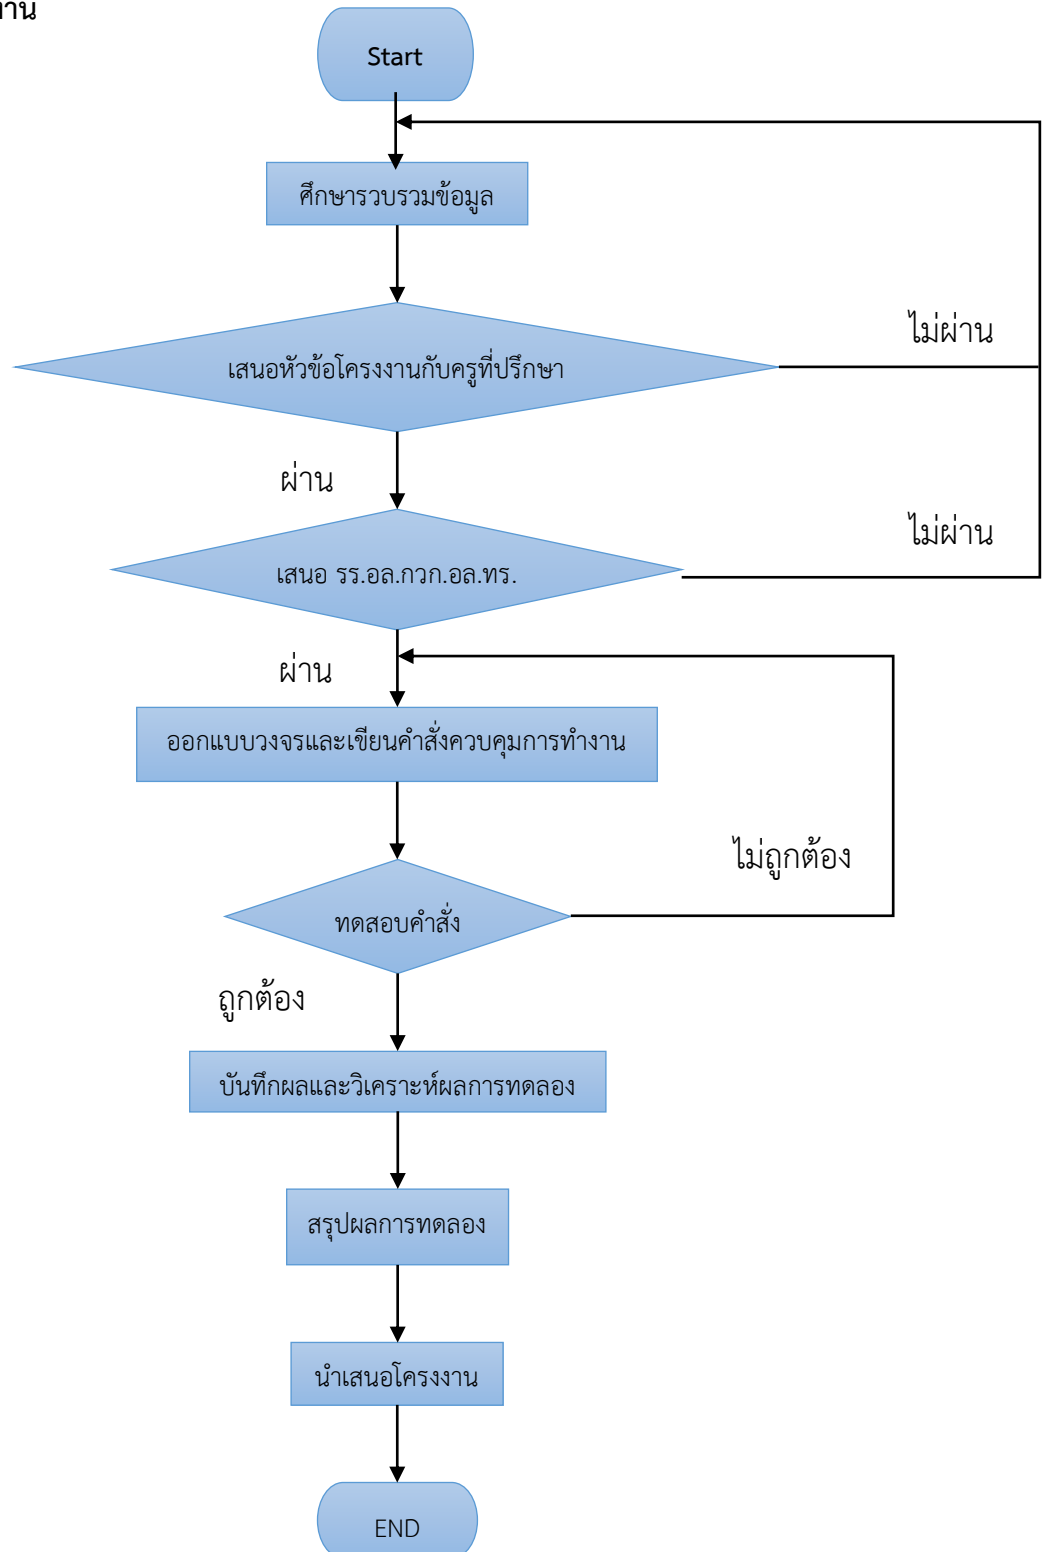 Start
ศึกษารวบรวมข้อมูล
ไม่ผ่าน
เสนอหัวข้อโครงงานกับครูที่ปรึกษา
ผ่าน
ไม่ผ่าน
เสนอ รร.อล.กวก.อล.ทร.
ผ่าน
ออกแบบวงจรและเขียนคำสั่งควบคุมการทำงาน
ไม่ถูกต้อง
ทดสอบคำสั่ง
ถูกต้อง
บันทึกผลและวิเคราะห์ผลการทดลอง
สรุปผลการทดลอง
นำเสนอโครงงาน
END